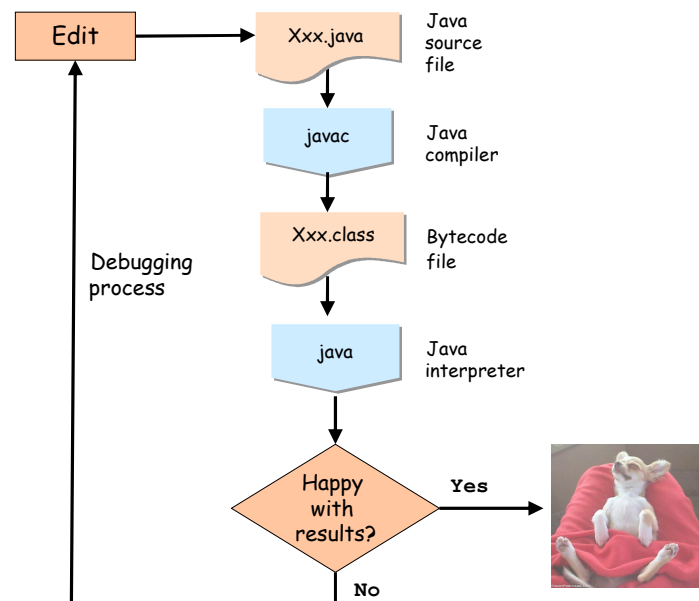 Edit
Xxx.java
Java
source
file
javac
Java
compiler
Xxx.class
Bytecode
file
Debugging
process
java
Java
interpreter
Happy
with
results?
Yes
No